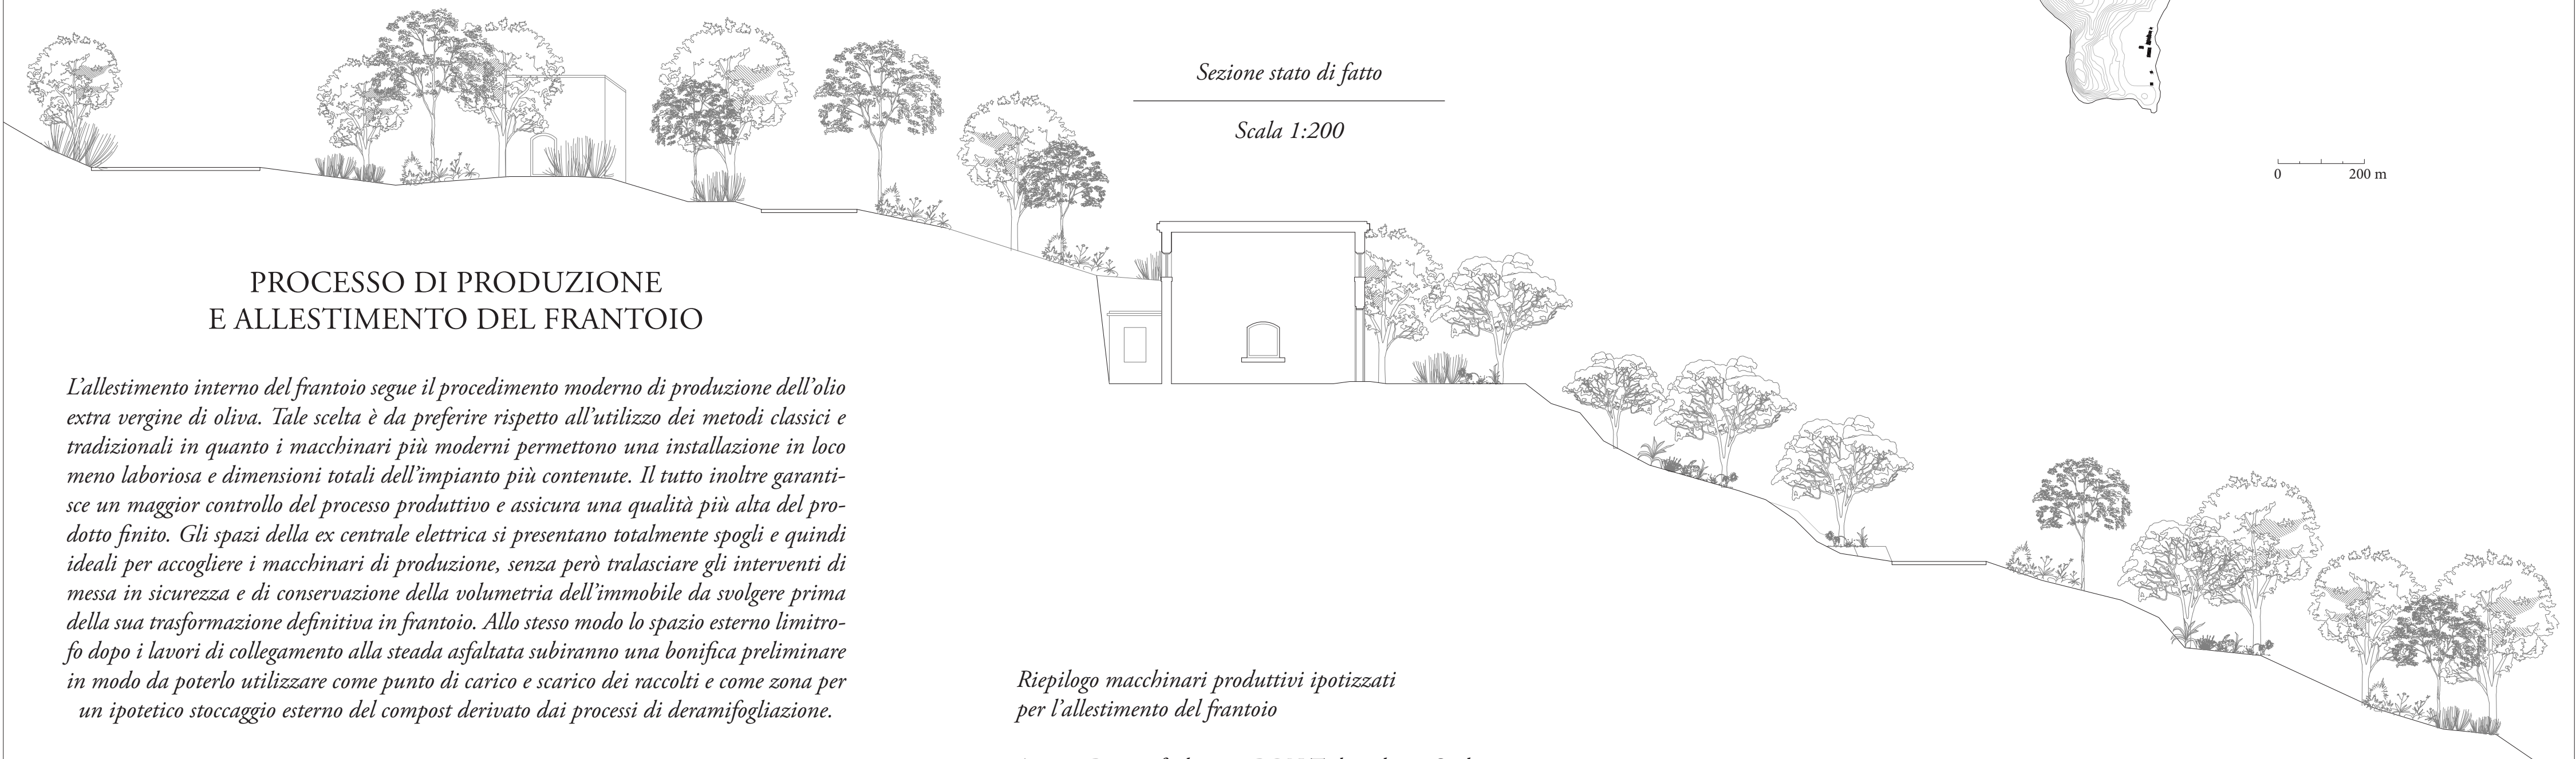 Sezione stato di fatto
Scala 1:200
0 200 m
PROCESSO DI PRODUZIONE
E ALLESTIMENTO DEL FRANTOIO
L'allestimento interno del frantoio segue il procedimento moderno di produzione dell'olio
extra vergine di oliva. Tale scelta è da preferire rispetto all'utilizzo dei metodi classici e
tradizionali in quanto i macchinari più moderni permettono una installazione in loco
meno laboriosa e dimensioni totali dell'impianto più contenute. Il tutto inoltre garanti-
sce un maggior controllo del processo produttivo e assicura una qualità più alta del pro-
dotto finito. Gli spazi della ex centrale elettrica si presentano totalmente spogli e quindi
ideali per accogliere i macchinari di produzione, senza però tralasciare gli interventi di
messa in sicurezza e di conservazione della volumetria dell'immobile da svolgere prima
della sua trasformazione definitiva in frantoio. Allo stesso modo lo spazio esterno limitro-
fo dopo i lavori di collegamento alla steada asfaltata subiranno una bonifica preliminare
in modo da poterlo utilizzare come punto di carico e scarico dei raccolti e come zona per
un ipotetico stoccaggio esterno del compost derivato dai processi di deramifogliazione.
Riepilogo macchinari produttivi ipotizzati
per l'allestimento del frantoio